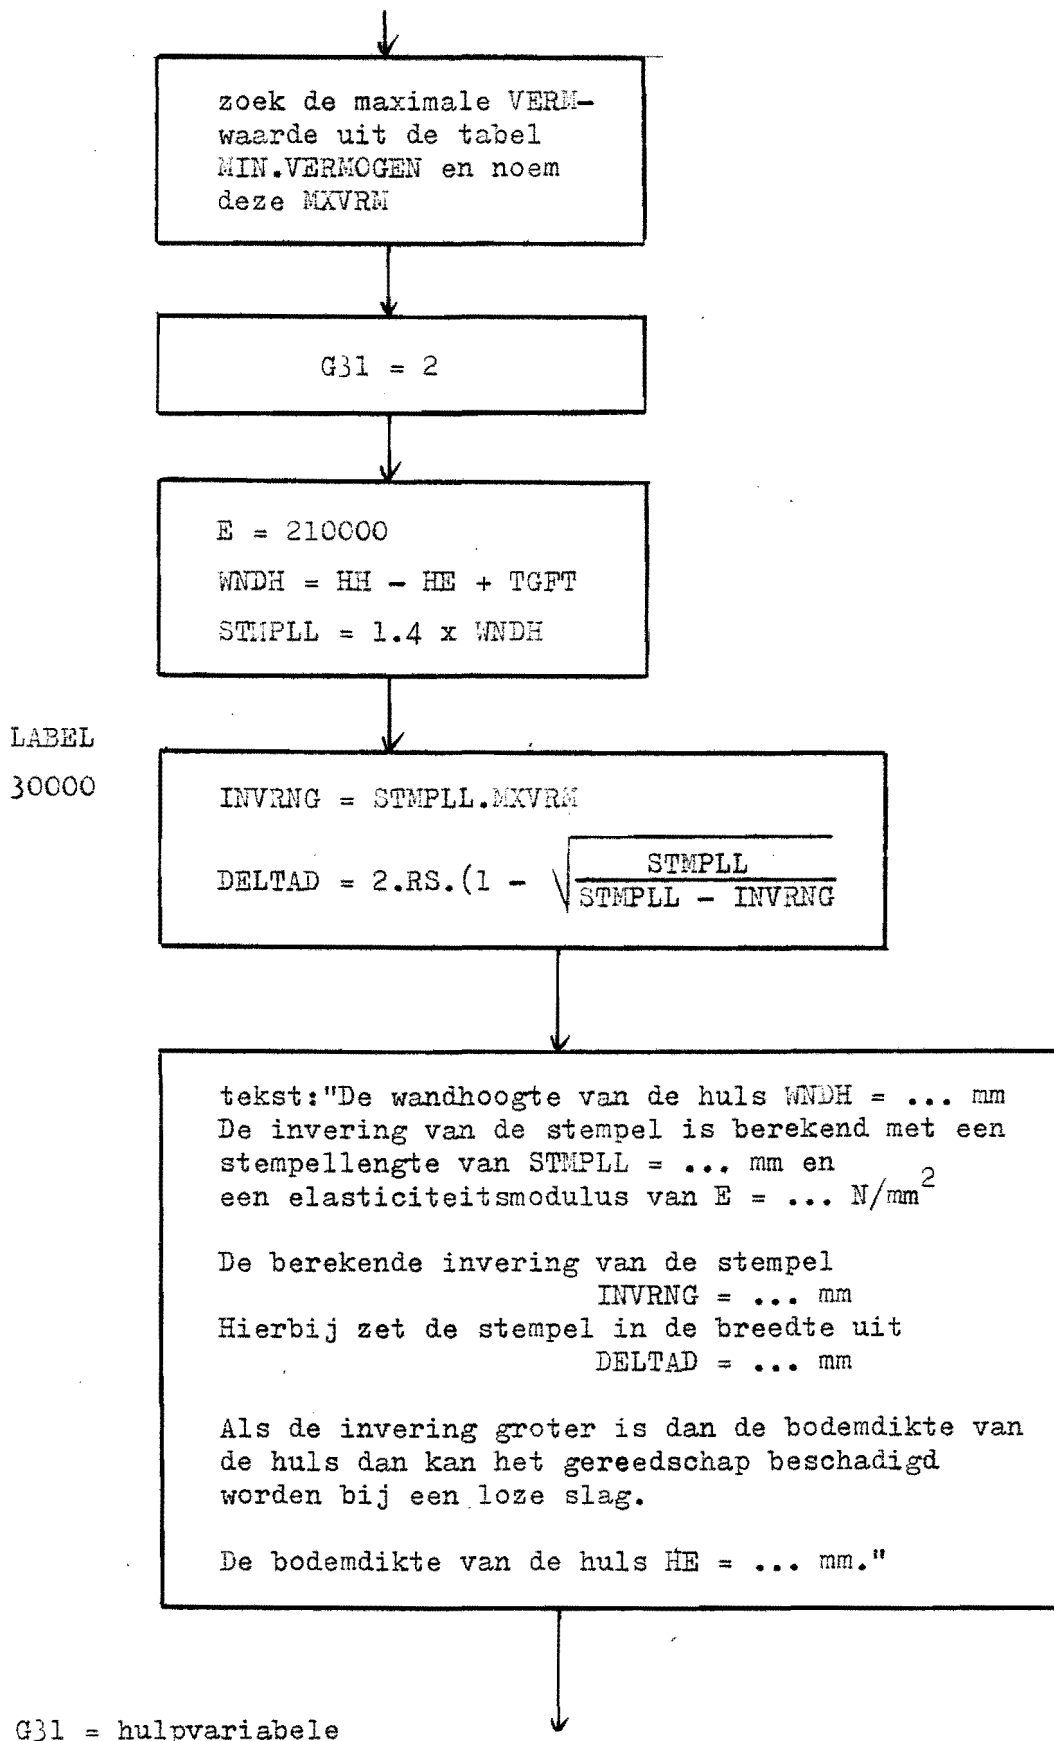 zoek de maximale VERM-
waarde uit de tabel
MIN.VERMOGEN en noem
deze MXVRM
G31 = 2
E = 210000
WNDH = HH - HE + TGFT
STMPLL = 1.4 x WNDH
LABEL
30000
INVRNG = STMPLL.MXVRM
DELTAD = 2.RS.(1 - √ STMPLL
STMPLL - INVRNG
tekst:"De wandhoogte van de huls WNDH = ... mm
De invering van de stempel is berekend met een
stempellengte van STMPLL = ... mm en
een elasticiteitsmodulus van E = ... N/mm²
De berekende invering van de stempel
INVRNG = ... mm
Hierbij zet de stempel in de breedte uit
DELTAD = ... mm
Als de invering groter is dan de bodemdikte van
de huls dan kan het gereedschap beschadigd
worden bij een loze slag.
De bodemdikte van de huls HE = ... mm."
G31 = hulpvariabele